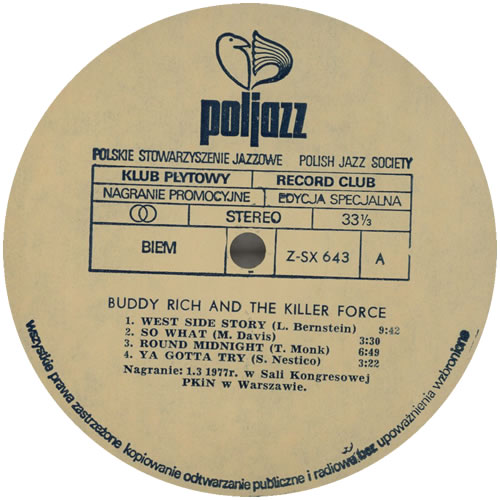 poljazz
POLSKIE STOWARZYSZENIE JAZZOWE POLISH JAZZ SOCIETY
KLUB PŁYTOWY RECORD CLUB
NAGRANIE PROMOCYJNE EDYCJA SPECJALNA
STEREO 33⅓
BIEM Z-SX 643 A
BUDDY RICH AND THE KILLER FORCE
1. WEST SIDE STORY (L. Bernstein) 9:42
2. SO WHAT (M. Davis) 3:30
3. ROUND MIDNIGHT (T. Monk) 6:49
4. YA GOTTA TRY (S. Nestico) 3:22
Nagranie: 1.3 1977r. w Sali Kongresowej
PKiN w Warszawie.
wszystkie prawa zastrzeżone kopiowanie odtwarzanie publiczne i radiowe bez upoważnienia wzbronione